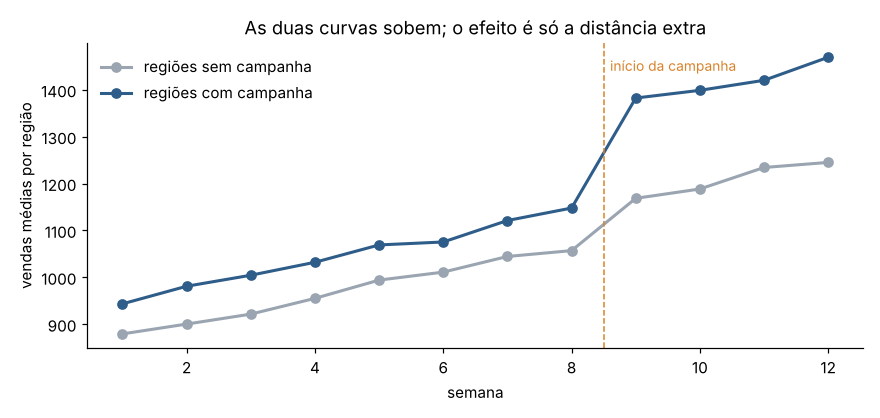 As duas curvas sobem; o efeito é só a distância extra
regiões sem campanha
regiões com campanha
início da campanha
vendas médias por região
1400
1300
1200
1100
1000
900
2 4 6 8 10 12
semana